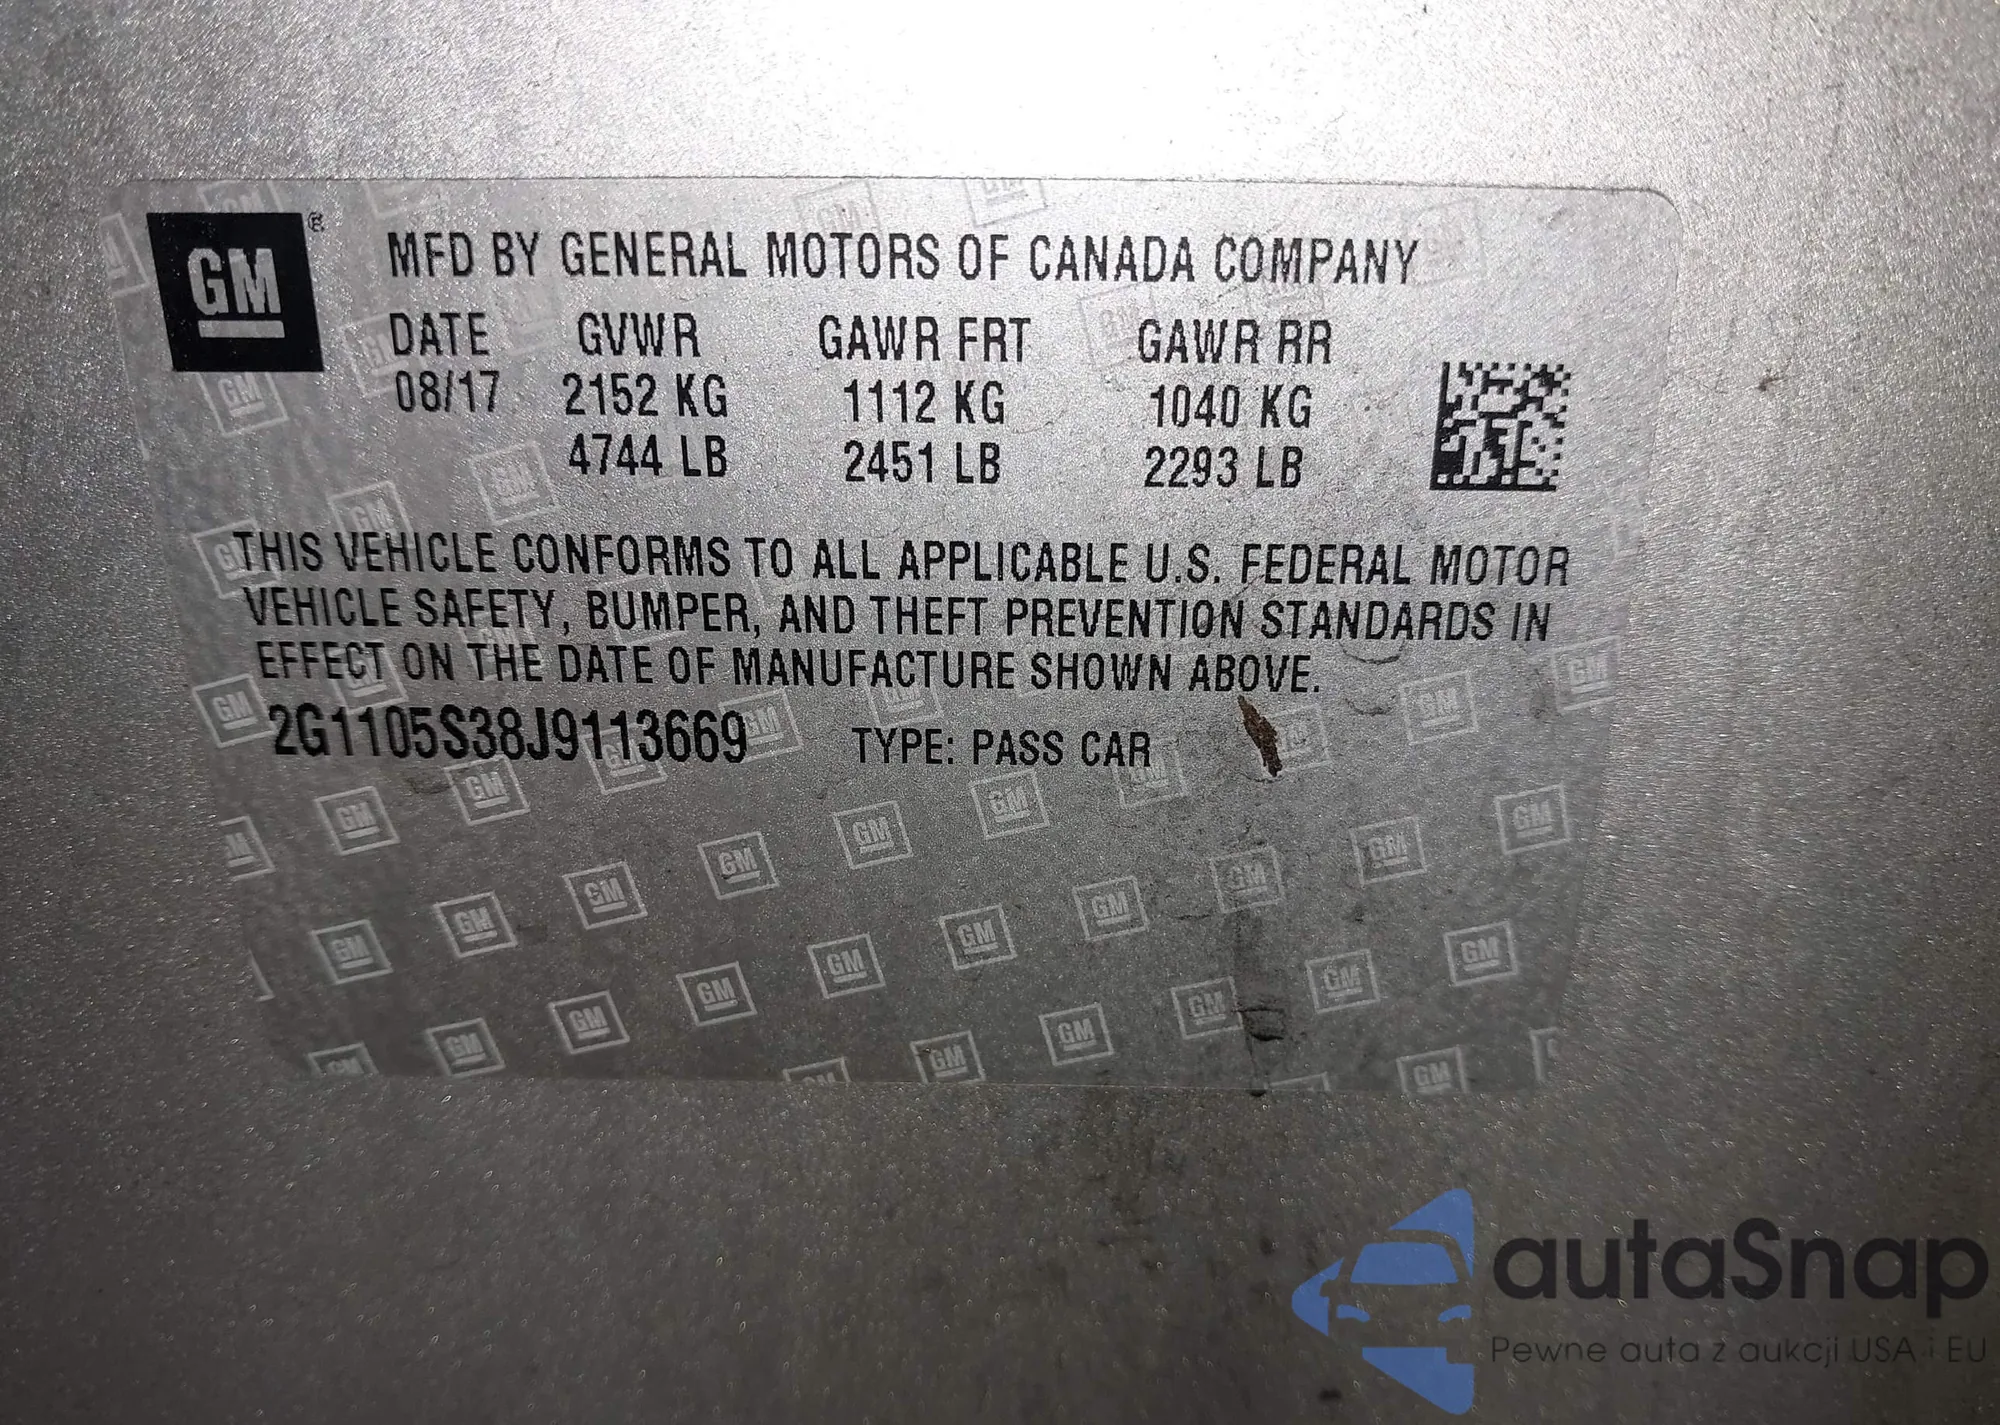 GM ®
MFD BY GENERAL MOTORS OF CANADA COMPANY
DATE GVWR GAWR FRT GAWR RR
08/17 2152 KG 1112 KG 1040 KG
4744 LB 2451 LB 2293 LB
THIS VEHICLE CONFORMS TO ALL APPLICABLE U.S. FEDERAL MOTOR
VEHICLE SAFETY, BUMPER, AND THEFT PREVENTION STANDARDS IN
EFFECT ON THE DATE OF MANUFACTURE SHOWN ABOVE.
2G1105S38J9113669 TYPE: PASS CAR
autaSnap
Pewne auta z aukcji USA i EU